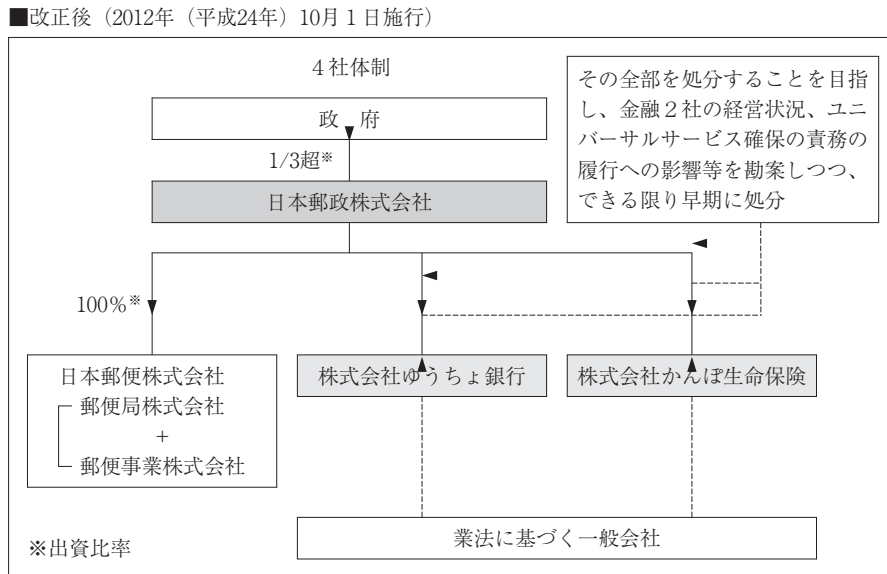 ■改正後（2012年（平成24年）10月１日施行）
４社体制
政　府
1/3超※
日本郵政株式会社
その全部を処分することを目指
し、金融２社の経営状況、ユニ
バーサルサービス確保の責務の
履行への影響等を勘案しつつ、
できる限り早期に処分
100%※
日本郵便株式会社
郵便局株式会社
+
郵便事業株式会社
株式会社ゆうちょ銀行
株式会社かんぽ生命保険
業法に基づく一般会社
※出資比率